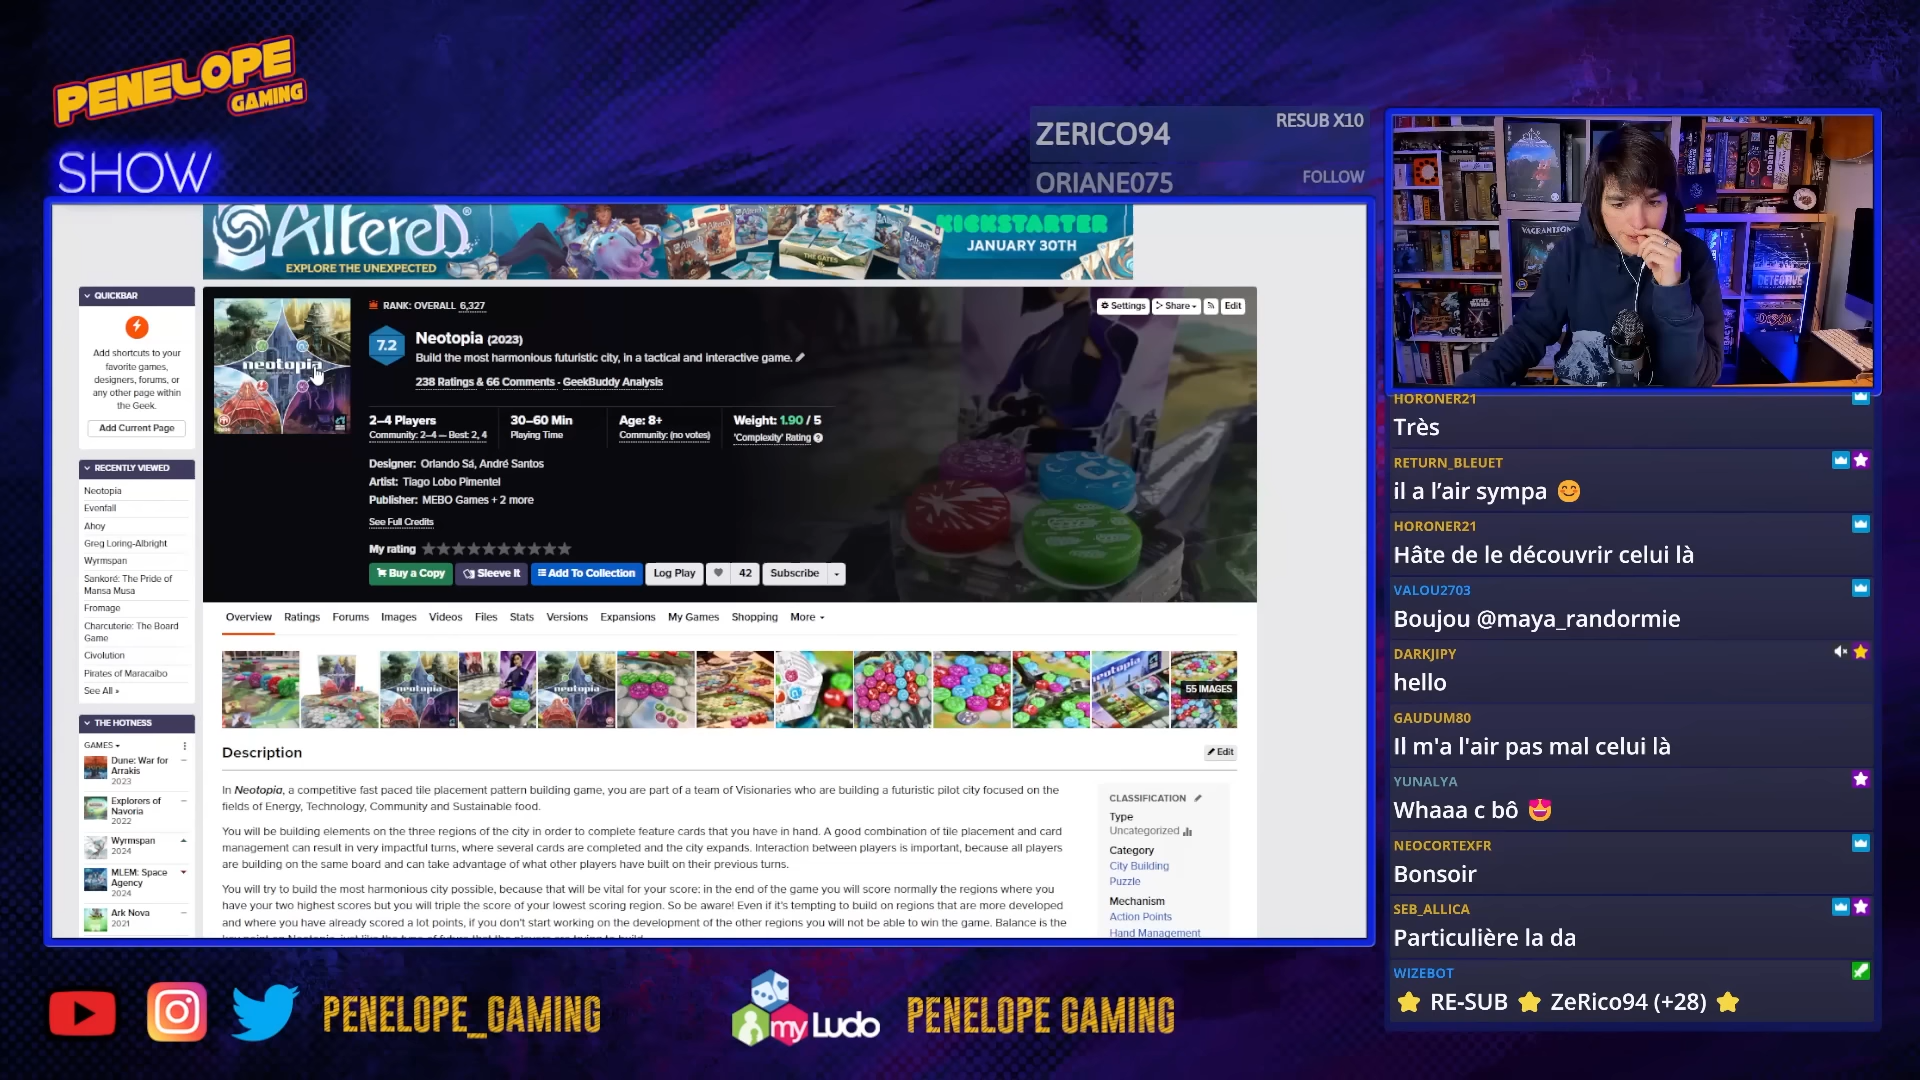 PENELOPE
GAMING
SHOW
ZERICO94
RESUB X10
ORIANE075
FOLLOW
AltereD
EXPLORE THE UNEXPECTED
THE GATES
KICKSTARTER
JANUARY 30TH
QUICKBAR
Add shortcuts to your
favorite games,
designers, forums, or
any other page within
the Geek.
Add Current Page
RECENTLY VIEWED
Neotopia
Evenfall
Ahoy
Greg Loring-Albright
Wyrmspan
Sankoré: The Pride of
Mansa Musa
Fromage
Charcuterie: The Board
Game
Civolution
Pirates of Maracaibo
See All »
THE HOTNESS
GAMES
Dune: War for
Arrakis
2023
Explorers of
Navoria
2022
Wyrmspan
2024
MLEM: Space
Agency
2024
Ark Nova
2021
neotopia
RANK: OVERALL 6,327
Settings
Share
Edit
7.2
Neotopia (2023)
Build the most harmonious futuristic city, in a tactical and interactive game.
238 Ratings & 66 Comments · GeekBuddy Analysis
2–4 Players
Community: 2–4 — Best: 2, 4
30–60 Min
Playing Time
Age: 8+
Community: (no votes)
Weight: 1.90 / 5
'Complexity' Rating
Designer: Orlando Sá, André Santos
Artist: Tiago Lobo Pimentel
Publisher: MEBO Games + 2 more
See Full Credits
My rating
Buy a Copy
Sleeve It
Add To Collection
Log Play
42
Subscribe
Overview
Ratings
Forums
Images
Videos
Files
Stats
Versions
Expansions
My Games
Shopping
More
neotopia
neotopia
neotopia
55 IMAGES
Description
Edit
In Neotopia, a competitive fast paced tile placement pattern building game, you are part of a team of Visionaries who are building a futuristic pilot city focused on the
fields of Energy, Technology, Community and Sustainable food.
You will be building elements on the three regions of the city in order to complete feature cards that you have in hand. A good combination of tile placement and card
management can result in very impactful turns, where several cards are completed and the city expands. Interaction between players is important, because all players
are building on the same board and can take advantage of what other players have built on their previous turns.
You will try to build the most harmonious city possible, because that will be vital for your score: in the end of the game you will score normally the regions where you
have your two highest scores but you will triple the score of your lowest scoring region. So be aware! Even if it's tempting to build on regions that are more developed
and where you have already scored a lot points, if you don't start working on the development of the other regions you will not be able to win the game. Balance is the
CLASSIFICATION
Type
Uncategorized
Category
City Building
Puzzle
Mechanism
Action Points
Hand Management
VAGRANTSONG
DETECTIVE
STAR WARS
HORONER21
Très
RETURN_BLEUET
il a l’air sympa 😊
HORONER21
Hâte de le découvrir celui là
VALOU2703
Boujou @maya_randormie
DARKJIPY
hello
GAUDUM80
Il m'a l'air pas mal celui là
YUNALYA
Whaaa c bô 😍
NEOCORTEXFR
Bonsoir
SEB_ALLICA
Particulière la da
WIZEBOT
⭐ RE-SUB ⭐ ZeRico94 (+28) ⭐
PENELOPE_GAMING
myLudo
PENELOPE GAMING